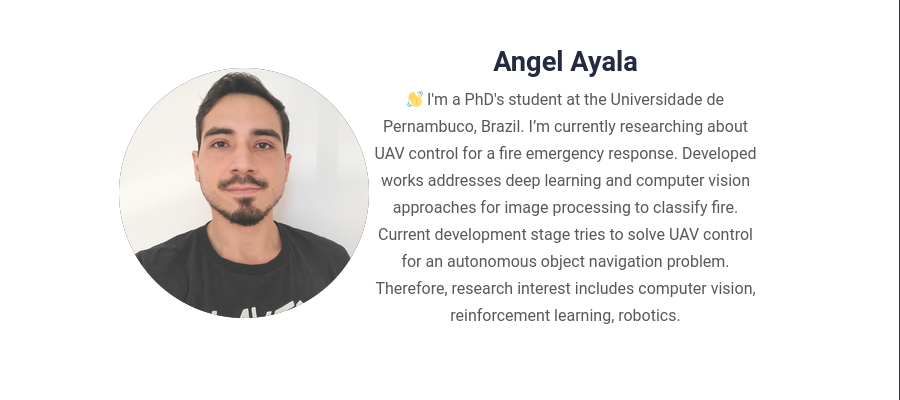 Angel Ayala
👋 I'm a PhD's student at the Universidade de
Pernambuco, Brazil. I’m currently researching about
UAV control for a fire emergency response. Developed
works addresses deep learning and computer vision
approaches for image processing to classify fire.
Current development stage tries to solve UAV control
for an autonomous object navigation problem.
Therefore, research interest includes computer vision,
reinforcement learning, robotics.